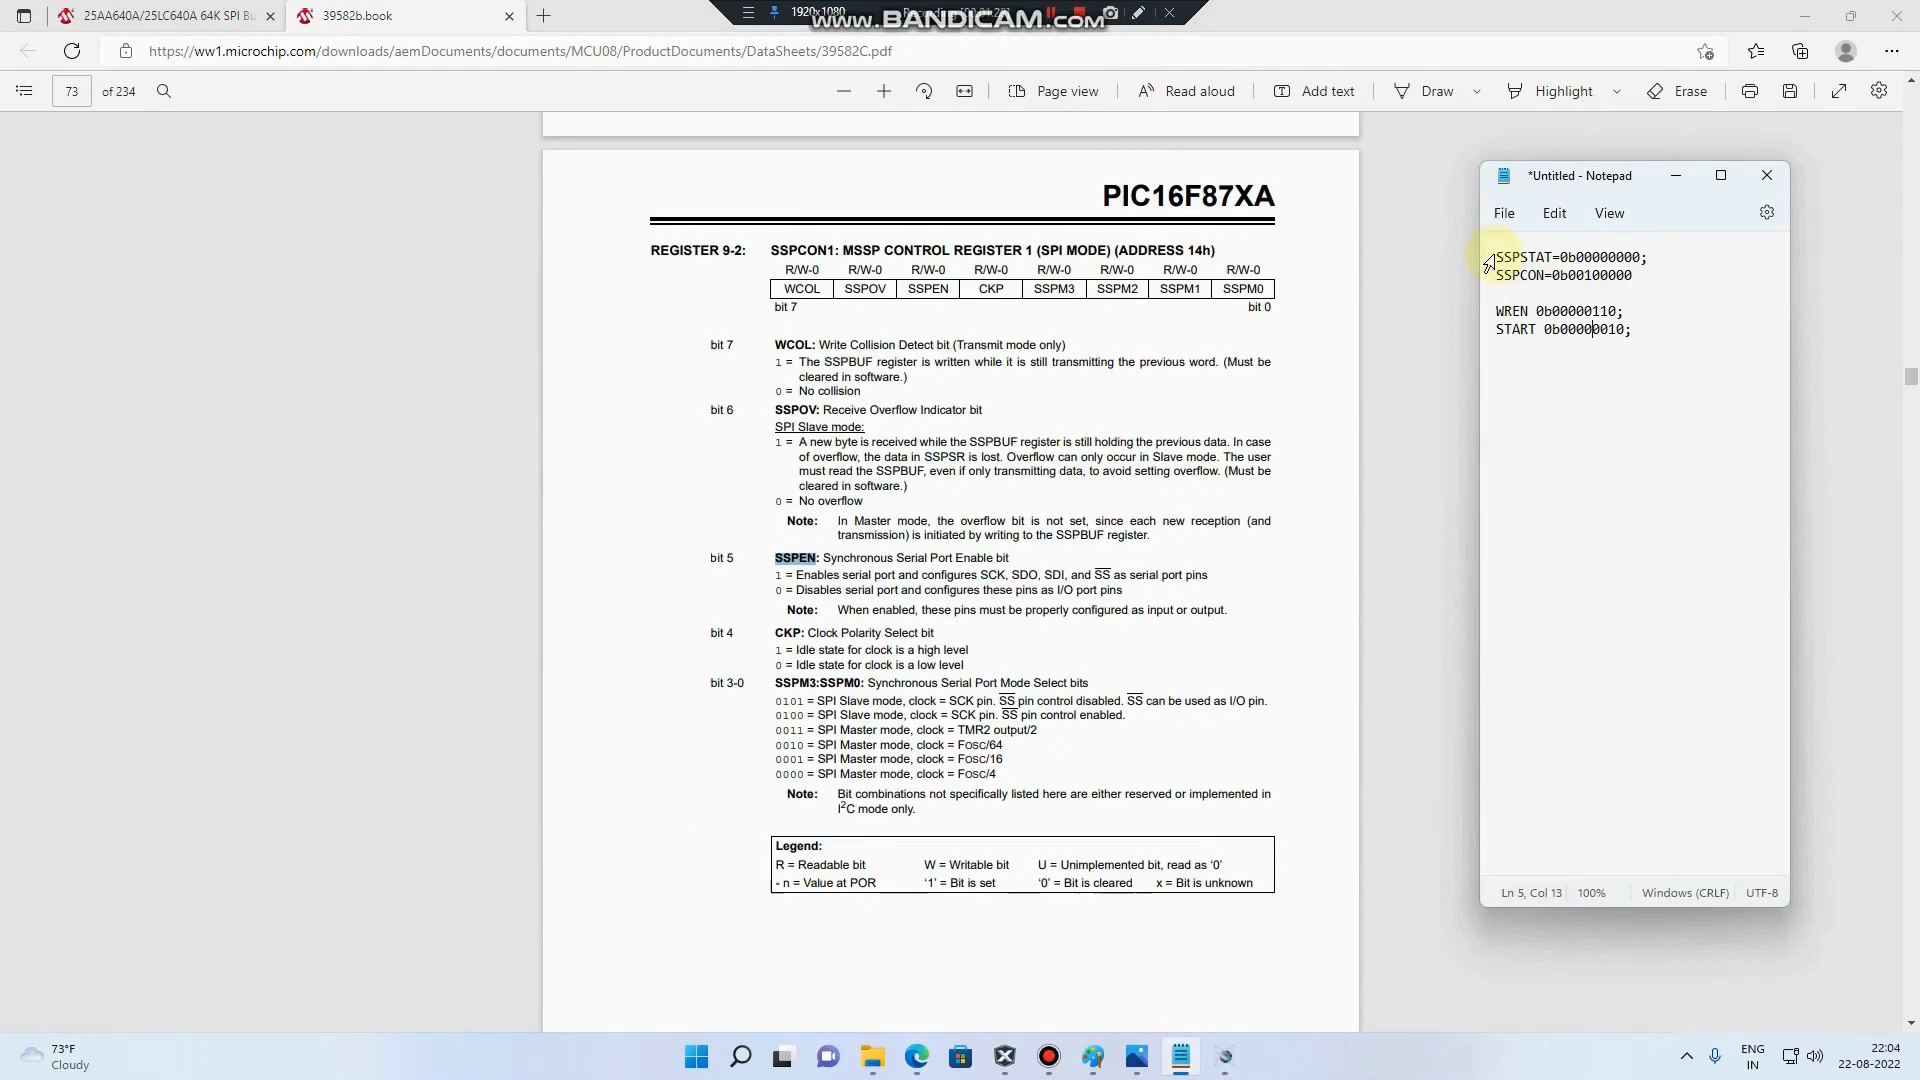 25AA640A/25LC640A 64K SPI Bu
39582b.book
1920x1080
www.BANDICAM.com
https://ww1.microchip.com/downloads/aemDocuments/documents/MCU08/ProductDocuments/DataSheets/39582C.pdf
73 of 234
Page view
Read aloud
Add text
Draw
Highlight
Erase
PIC16F87XA
REGISTER 9-2: SSPCON1: MSSP CONTROL REGISTER 1 (SPI MODE) (ADDRESS 14h)
R/W-0 R/W-0 R/W-0 R/W-0 R/W-0 R/W-0 R/W-0 R/W-0
WCOL SSPOV SSPEN CKP SSPM3 SSPM2 SSPM1 SSPM0
bit 7 bit 0
bit 7 WCOL: Write Collision Detect bit (Transmit mode only)
1 = The SSPBUF register is written while it is still transmitting the previous word. (Must be
cleared in software.)
0 = No collision
bit 6 SSPOV: Receive Overflow Indicator bit
SPI Slave mode:
1 = A new byte is received while the SSPBUF register is still holding the previous data. In case
of overflow, the data in SSPSR is lost. Overflow can only occur in Slave mode. The user
must read the SSPBUF, even if only transmitting data, to avoid setting overflow. (Must be
cleared in software.)
0 = No overflow
Note: In Master mode, the overflow bit is not set, since each new reception (and
transmission) is initiated by writing to the SSPBUF register.
bit 5 SSPEN: Synchronous Serial Port Enable bit
1 = Enables serial port and configures SCK, SDO, SDI, and SS as serial port pins
0 = Disables serial port and configures these pins as I/O port pins
Note: When enabled, these pins must be properly configured as input or output.
bit 4 CKP: Clock Polarity Select bit
1 = Idle state for clock is a high level
0 = Idle state for clock is a low level
bit 3-0 SSPM3:SSPM0: Synchronous Serial Port Mode Select bits
0101 = SPI Slave mode, clock = SCK pin. SS pin control disabled. SS can be used as I/O pin.
0100 = SPI Slave mode, clock = SCK pin. SS pin control enabled.
0011 = SPI Master mode, clock = TMR2 output/2
0010 = SPI Master mode, clock = FOSC/64
0001 = SPI Master mode, clock = FOSC/16
0000 = SPI Master mode, clock = FOSC/4
Note: Bit combinations not specifically listed here are either reserved or implemented in
I2C mode only.
Legend:
R = Readable bit W = Writable bit U = Unimplemented bit, read as ‘0’
- n = Value at POR ‘1’ = Bit is set ‘0’ = Bit is cleared x = Bit is unknown
*Untitled - Notepad
File Edit View
SSPSTAT=0b00000000;
SSPCON=0b00100000
WREN 0b00000110;
START 0b00000010;
Ln 5, Col 13 100% Windows (CRLF) UTF-8
73°F
Cloudy
ENG
IN
22:04
22-08-2022